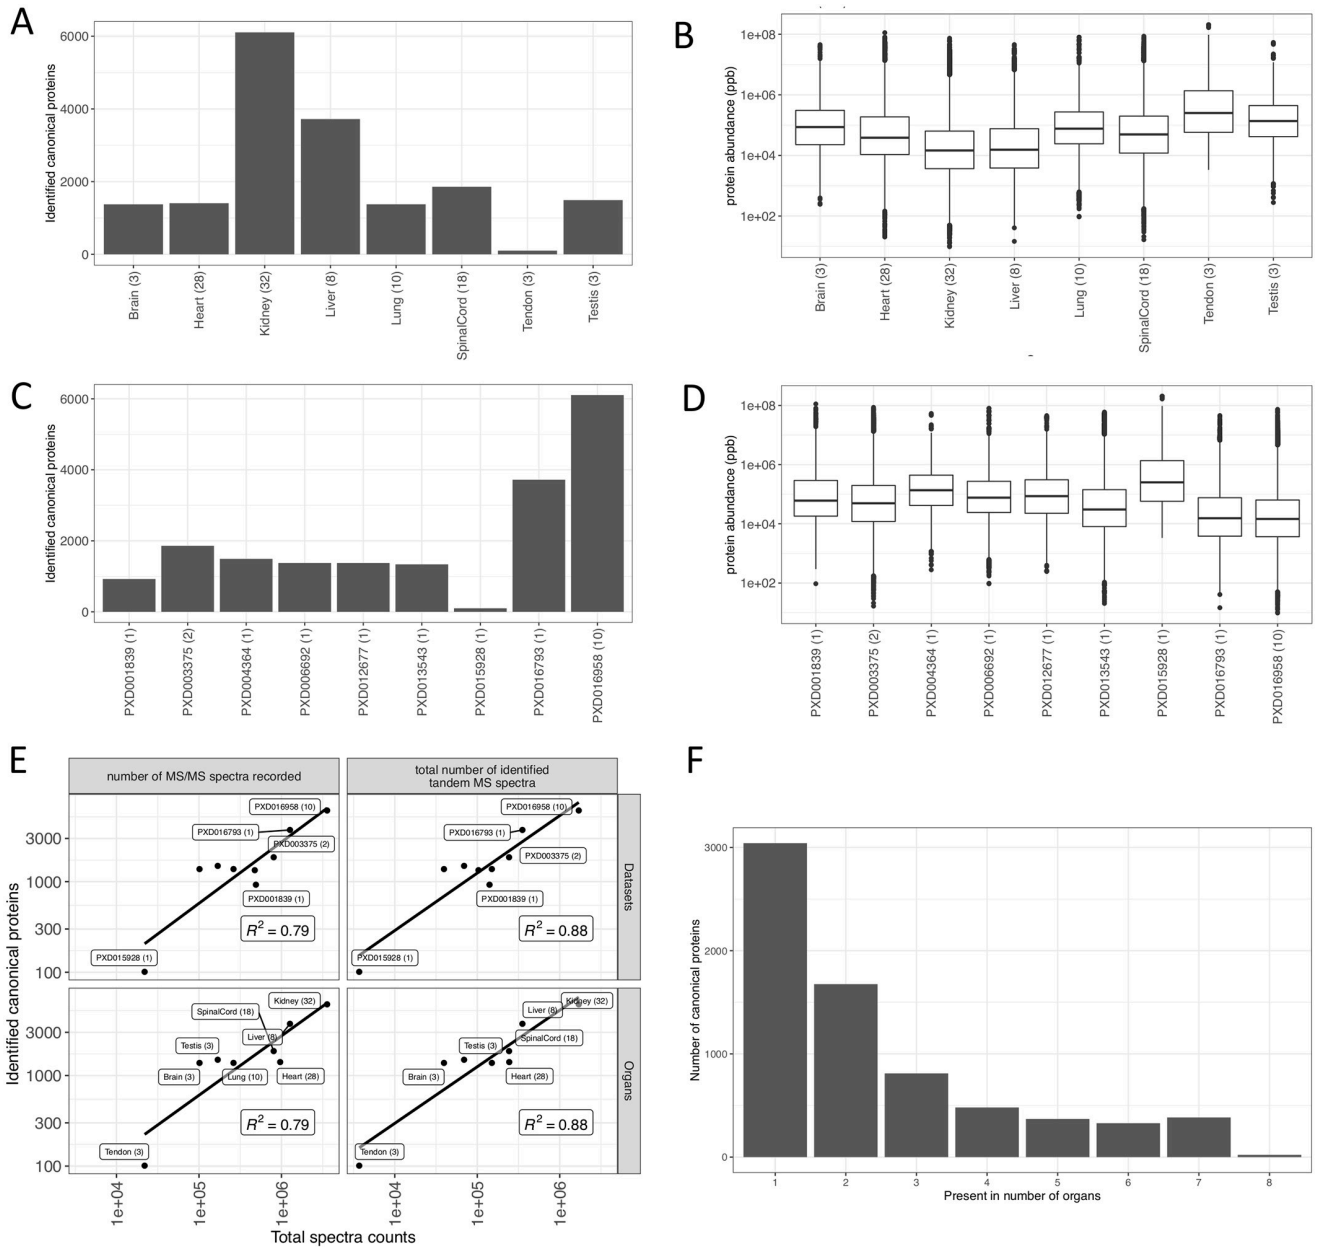 A
Identified canonical proteins
6000
4000
2000
0
Brain (3)
Heart (28)
Kidney (32)
Liver (8)
Lung (10)
SpinalCord (18)
Tendon (3)
Testis (3)
B
protein abundance (ppb)
1e+08
1e+06
1e+04
1e+02
Brain (3)
Heart (28)
Kidney (32)
Liver (8)
Lung (10)
SpinalCord (18)
Tendon (3)
Testis (3)
C
Identified canonical proteins
6000
4000
2000
0
PXD001839 (1)
PXD003375 (2)
PXD004364 (1)
PXD006692 (1)
PXD012677 (1)
PXD013543 (1)
PXD015928 (1)
PXD016793 (1)
PXD016958 (10)
D
protein abundance (ppb)
1e+08
1e+06
1e+04
1e+02
PXD001839 (1)
PXD003375 (2)
PXD004364 (1)
PXD006692 (1)
PXD012677 (1)
PXD013543 (1)
PXD015928 (1)
PXD016793 (1)
PXD016958 (10)
E
number of MS/MS spectra recorded
total number of identified
tandem MS spectra
Identified canonical proteins
3000
1000
300
100
PXD016958 (10)
PXD016793 (1)
PXD003375 (2)
PXD001839 (1)
R² = 0.79
PXD015928 (1)
PXD016958 (10)
PXD016793 (1)
PXD003375 (2)
PXD001839 (1)
R² = 0.88
PXD015928 (1)
Datasets
3000
1000
300
100
Kidney (32)
SpinalCord (18)
Liver (8)
Testis (3)
Brain (3)
Lung (10)
Heart (28)
R² = 0.79
Tendon (3)
Kidney (32)
Liver (8)
SpinalCord (18)
Testis (3)
Brain (3)
Heart (28)
R² = 0.88
Tendon (3)
Organs
1e+04
1e+05
1e+06
1e+04
1e+05
1e+06
Total spectra counts
F
Number of canonical proteins
3000
2000
1000
0
1 2 3 4 5 6 7 8
Present in number of organs